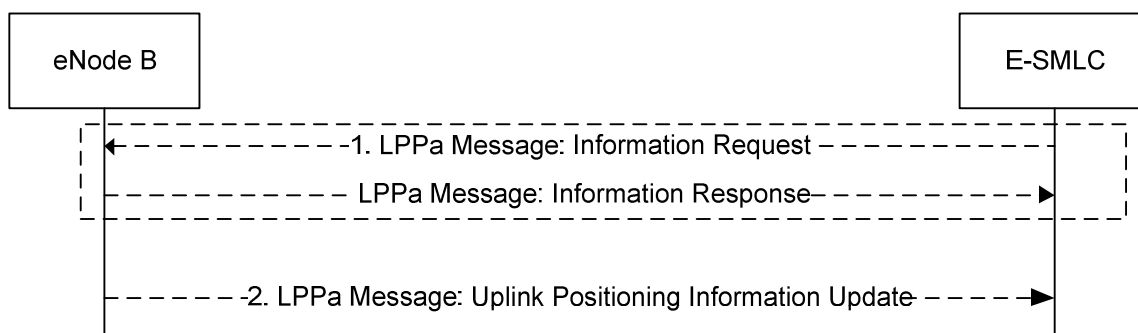 eNode B
E-SMLC
1. LPPa Message: Information Request
LPPa Message: Information Response
2. LPPa Message: Uplink Positioning Information Update